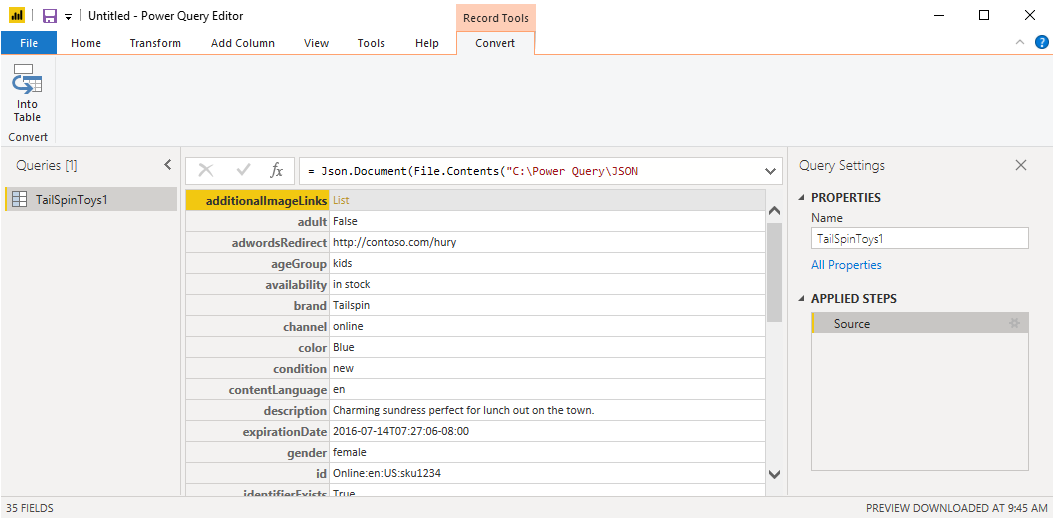 Untitled - Power Query Editor
Record Tools
File Home Transform Add Column View Tools Help Convert
Into
Table
Convert
Queries [1]
TailSpinToys1
fx = Json.Document(File.Contents("C:\Power Query\JSON
additionalImageLinks List
adult False
adwordsRedirect http://contoso.com/hury
ageGroup kids
availability in stock
brand Tailspin
channel online
color Blue
condition new
contentLanguage en
description Charming sundress perfect for lunch out on the town.
expirationDate 2016-07-14T07:27:06-08:00
gender female
id Online:en:US:sku1234
identifierExists True
Query Settings
PROPERTIES
Name
TailSpinToys1
All Properties
APPLIED STEPS
Source
35 FIELDS
PREVIEW DOWNLOADED AT 9:45 AM